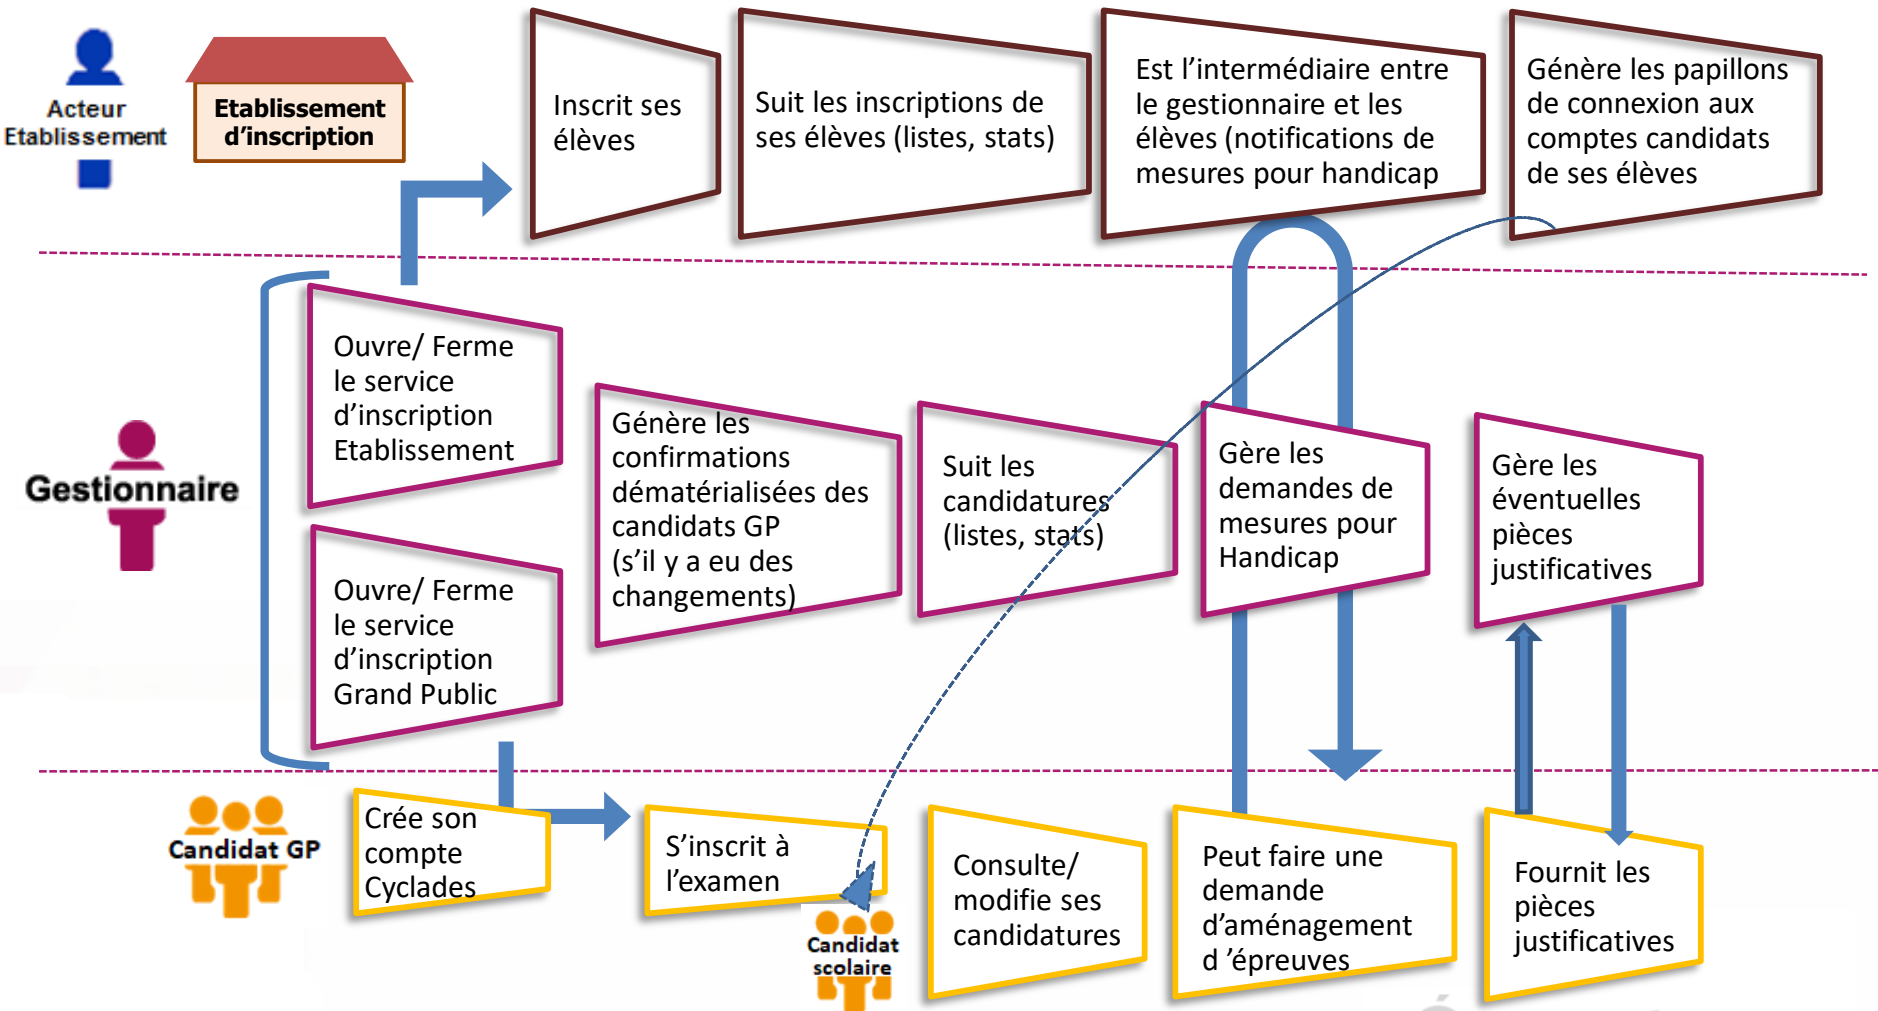 Acteur
Etablissement
Etablissement
d’inscription
Inscrit ses
élèves
Suit les inscriptions de
ses élèves (listes, stats)
Est l’intermédiaire entre
le gestionnaire et les
élèves (notifications de
mesures pour handicap
Génère les papillons
de connexion aux
comptes candidats
de ses élèves
Gestionnaire
Ouvre/ Ferme
le service
d’inscription
Etablissement
Ouvre/ Ferme
le service
d’inscription
Grand Public
Génère les
confirmations
dématérialisées des
candidats GP
(s’il y a eu des
changements)
Suit les
candidatures
(listes, stats)
Gère les
demandes de
mesures pour
Handicap
Gère les
éventuelles
pièces
justificatives
Candidat GP
Crée son
compte
Cyclades
S’inscrit à
l’examen
Candidat
scolaire
Consulte/
modifie ses
candidatures
Peut faire une
demande
d’aménagement
d ’épreuves
Fournit les
pièces
justificatives